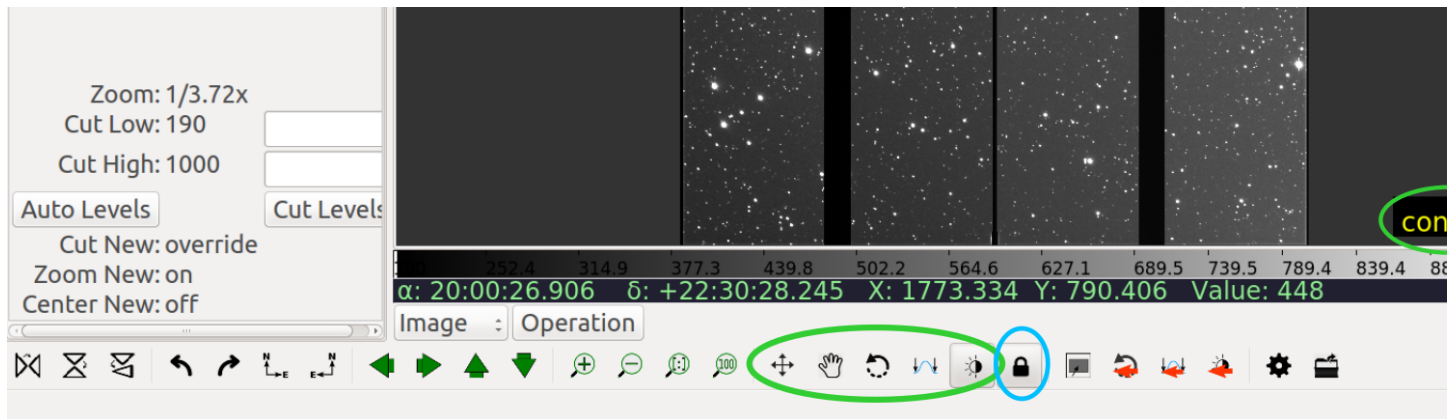 Zoom: 1/3.72x
Cut Low: 190
Cut High: 1000
Auto Levels Cut Levels
Cut New: override
Zoom New: on
Center New: off
con
252.4 314.9 377.3 439.8 502.2 564.6 627.1 689.5 739.5 789.4 839.4 88
α: 20:00:26.906 δ: +22:30:28.245 X: 1773.334 Y: 790.406 Value: 448
Image Operation
N E E N [:] 100